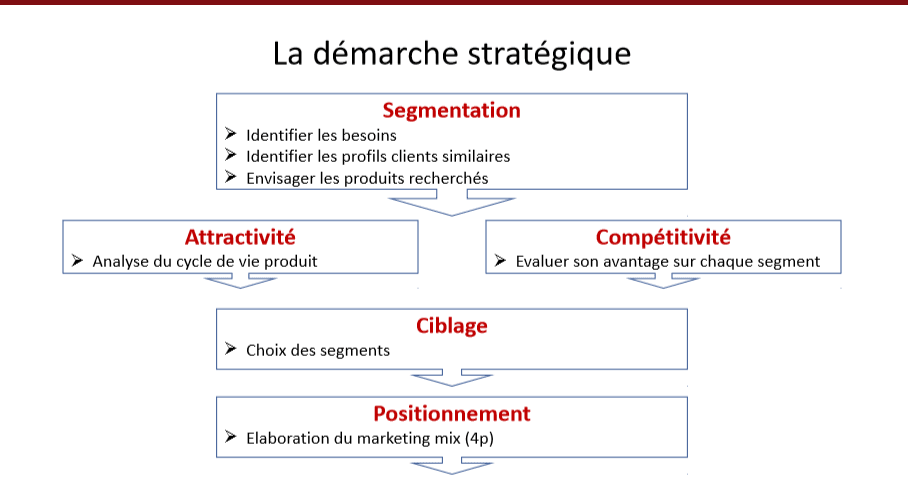 La démarche stratégique
Segmentation
➢ Identifier les besoins
➢ Identifier les profils clients similaires
➢ Envisager les produits recherchés
Attractivité
➢ Analyse du cycle de vie produit
Compétitivité
➢ Evaluer son avantage sur chaque segment
Ciblage
➢ Choix des segments
Positionnement
➢ Elaboration du marketing mix (4p)